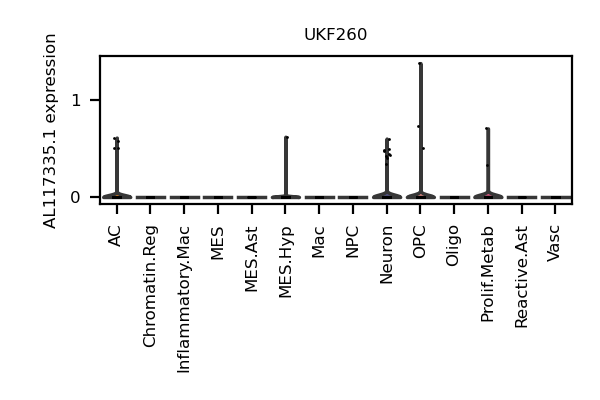 UKF260
AL117335.1 expression
1
0
AC
Chromatin.Reg
Inflammatory.Mac
MES
MES.Ast
MES.Hyp
Mac
NPC
Neuron
OPC
Oligo
Prolif.Metab
Reactive.Ast
Vasc